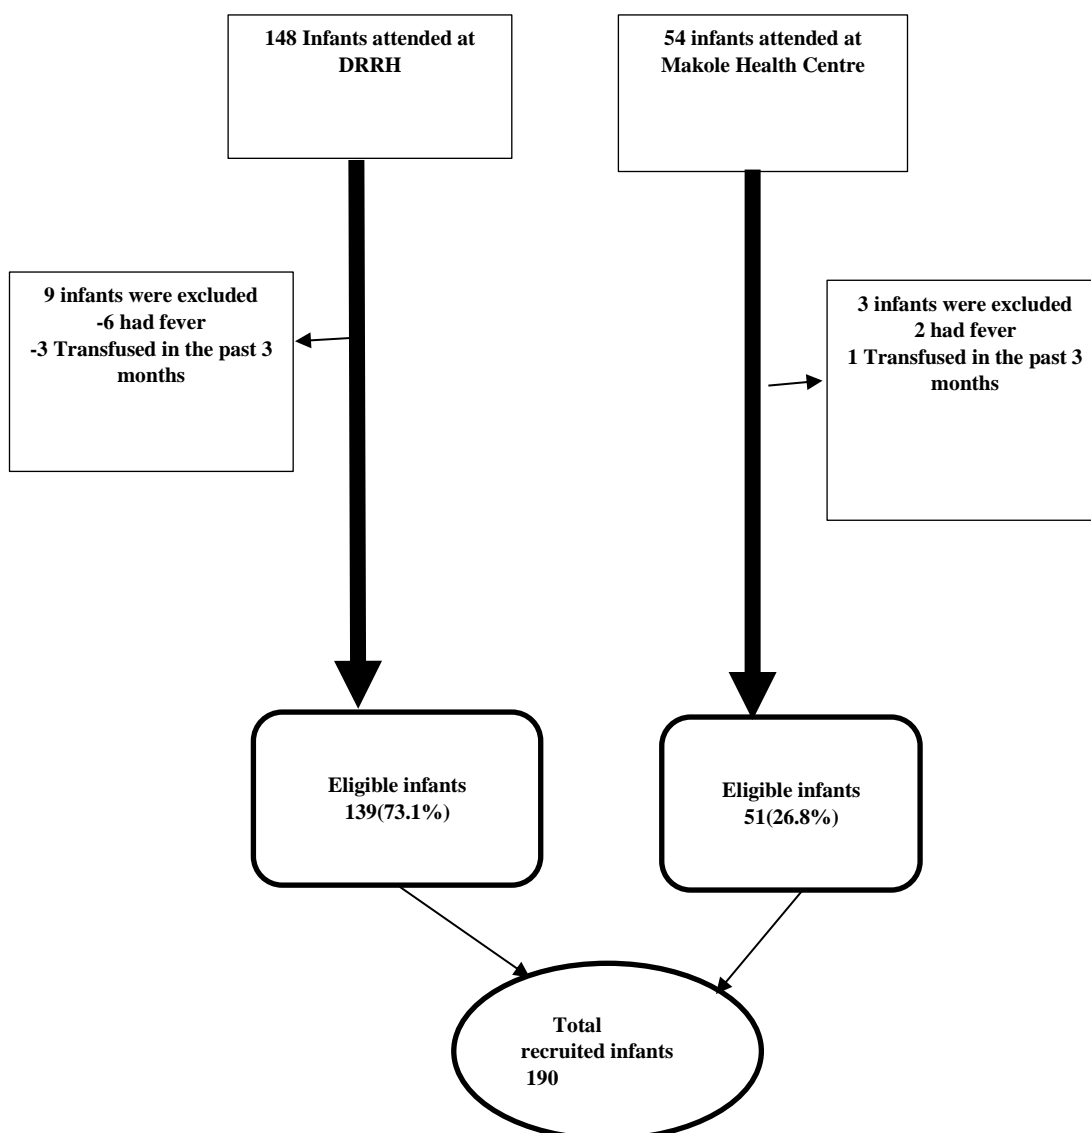 148 Infants attended at
DRRH
54 infants attended at
Makole Health Centre
9 infants were excluded
-6 had fever
-3 Transfused in the past 3
months
3 infants were excluded
2 had fever
1 Transfused in the past 3
months
Eligible infants
139(73.1%)
Eligible infants
51(26.8%)
Total
recruited infants
190